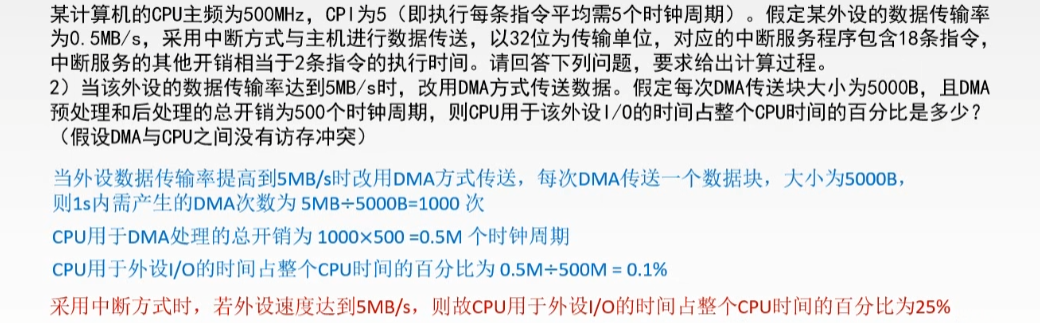 某计算机的CPU主频为500MHz，CPI为5（即执行每条指令平均需5个时钟周期）。假定某外设的数据传输率
为0.5MB/s，采用中断方式与主机进行数据传送，以32位为传输单位，对应的中断服务程序包含18条指令，
中断服务的其他开销相当于2条指令的执行时间。请回答下列问题，要求给出计算过程。
2）当该外设的数据传输率达到5MB/s时，改用DMA方式传送数据。假定每次DMA传送块大小为5000B，且DMA
预处理和后处理的总开销为500个时钟周期，则CPU用于该外设I/O的时间占整个CPU时间的百分比是多少？
（假设DMA与CPU之间没有访存冲突）
当外设数据传输率提高到5MB/s时改用DMA方式传送，每次DMA传送一个数据块，大小为5000B，
则1s内需产生的DMA次数为 5MB÷5000B=1000 次
CPU用于DMA处理的总开销为 1000×500 =0.5M 个时钟周期
CPU用于外设I/O的时间占整个CPU时间的百分比为 0.5M÷500M = 0.1%
采用中断方式时，若外设速度达到5MB/s，则故CPU用于外设I/O的时间占整个CPU时间的百分比为25%